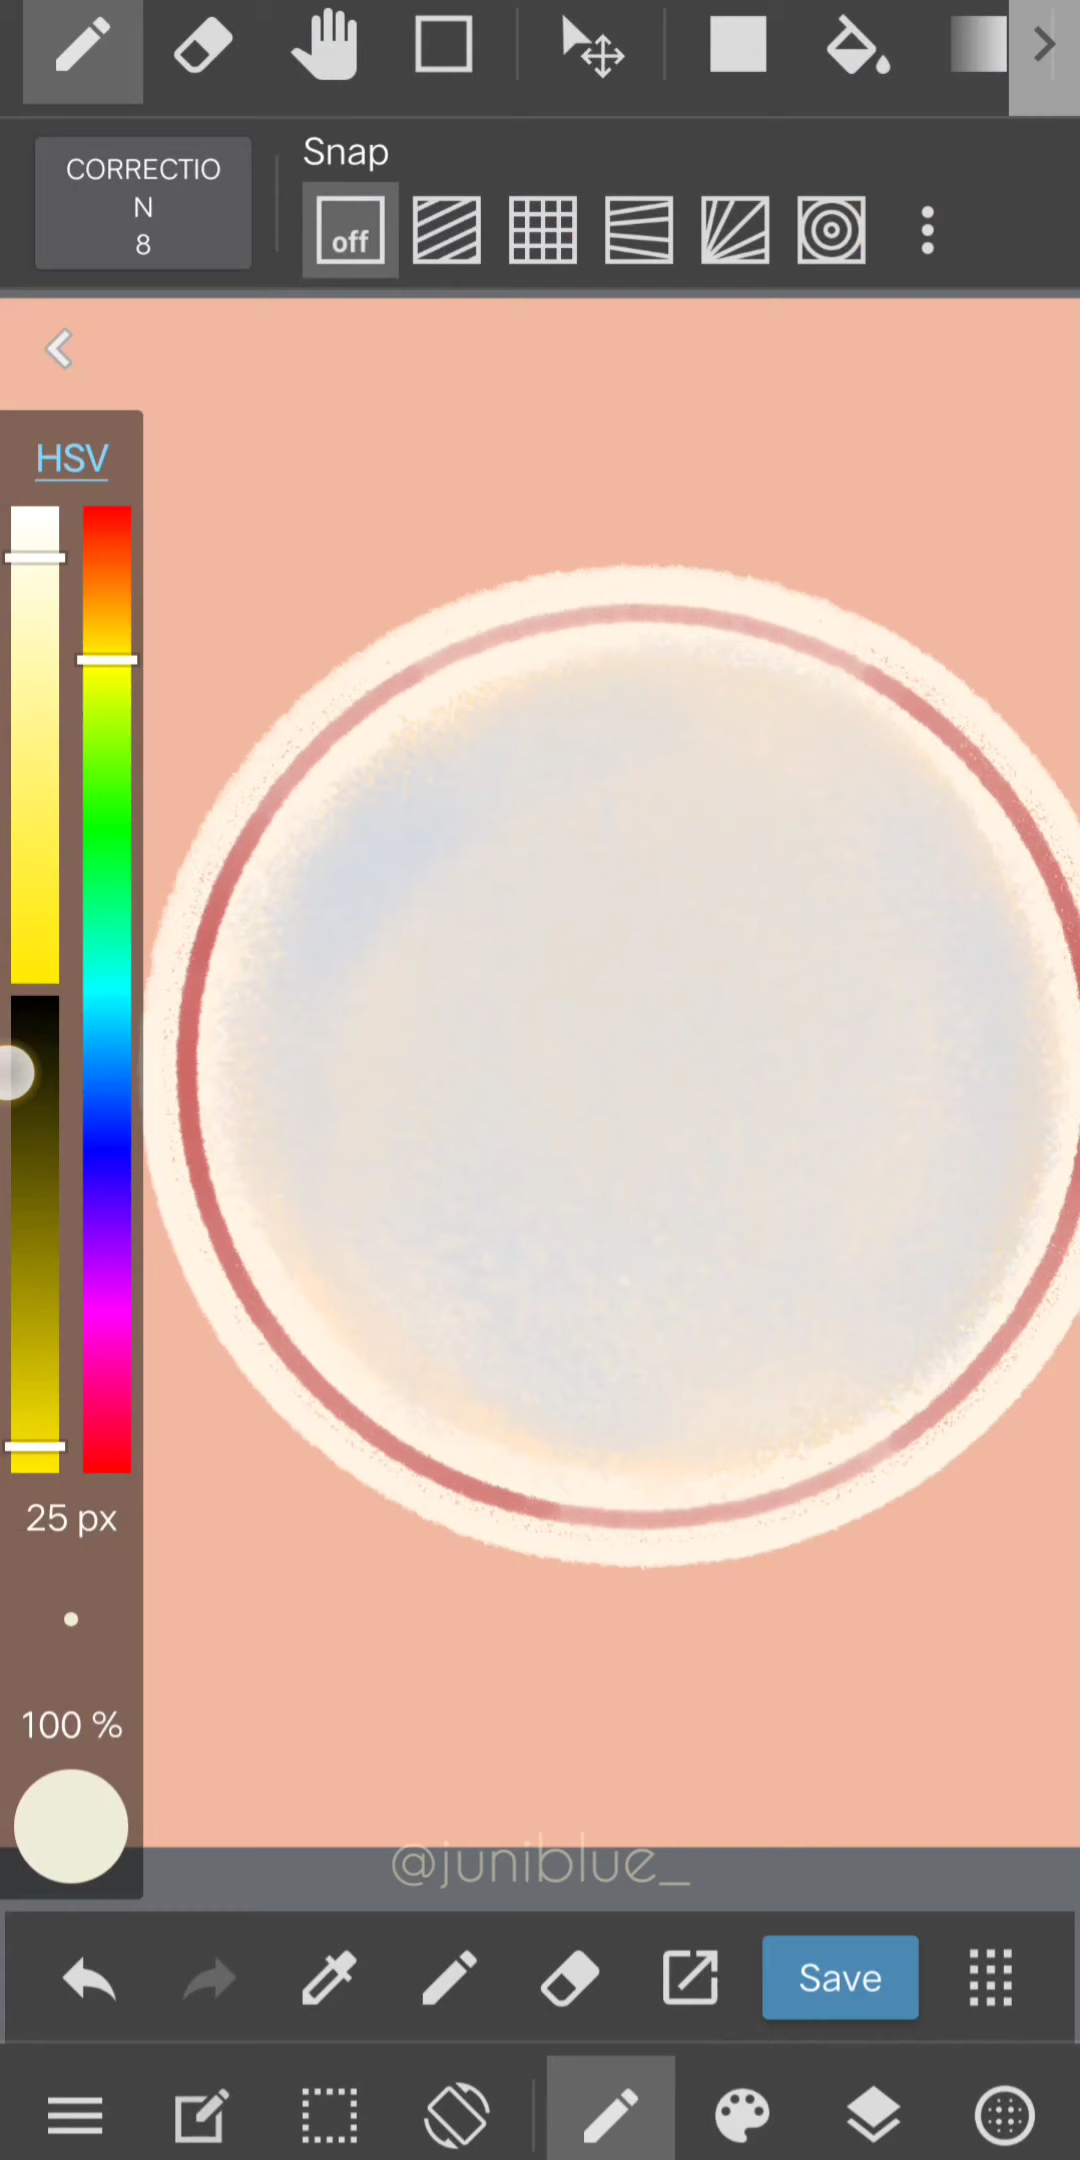 CORRECTIO
N
8
Snap
off
HSV
25 px
100 %
@juniblue_
Save